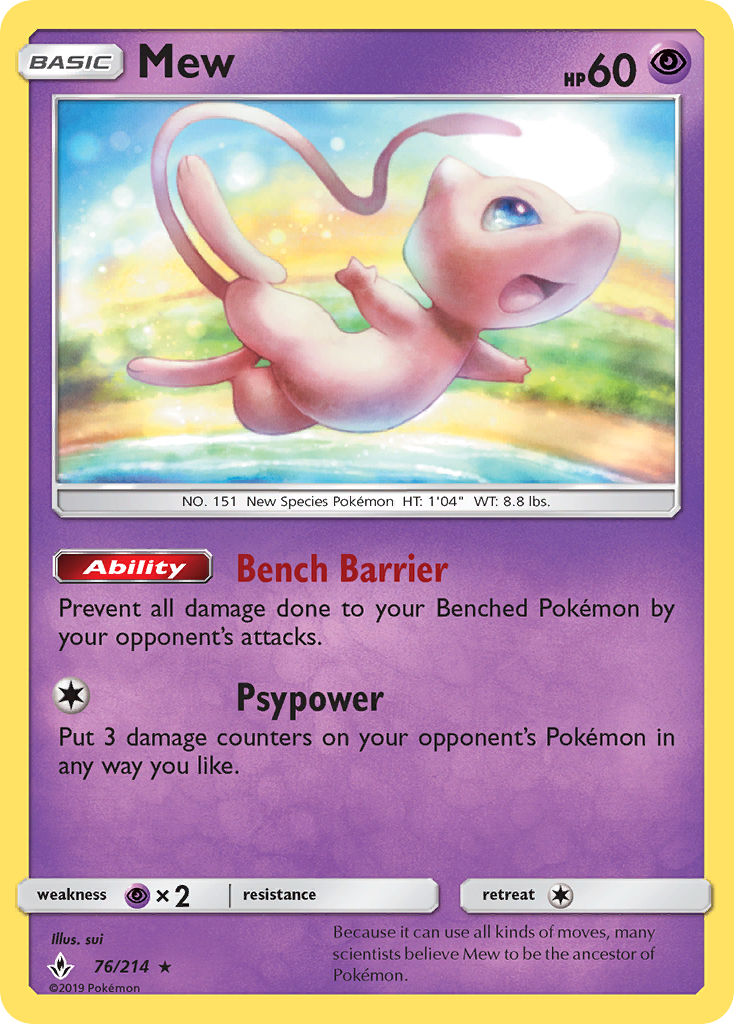 BASIC Mew HP60
NO. 151 New Species Pokémon HT: 1'04" WT: 8.8 lbs.
Ability Bench Barrier
Prevent all damage done to your Benched Pokémon by
your opponent's attacks.
Psypower
Put 3 damage counters on your opponent's Pokémon in
any way you like.
weakness ×2 resistance retreat
Illus. sui
76/214 ★
©2019 Pokémon
Because it can use all kinds of moves, many
scientists believe Mew to be the ancestor of
Pokémon.